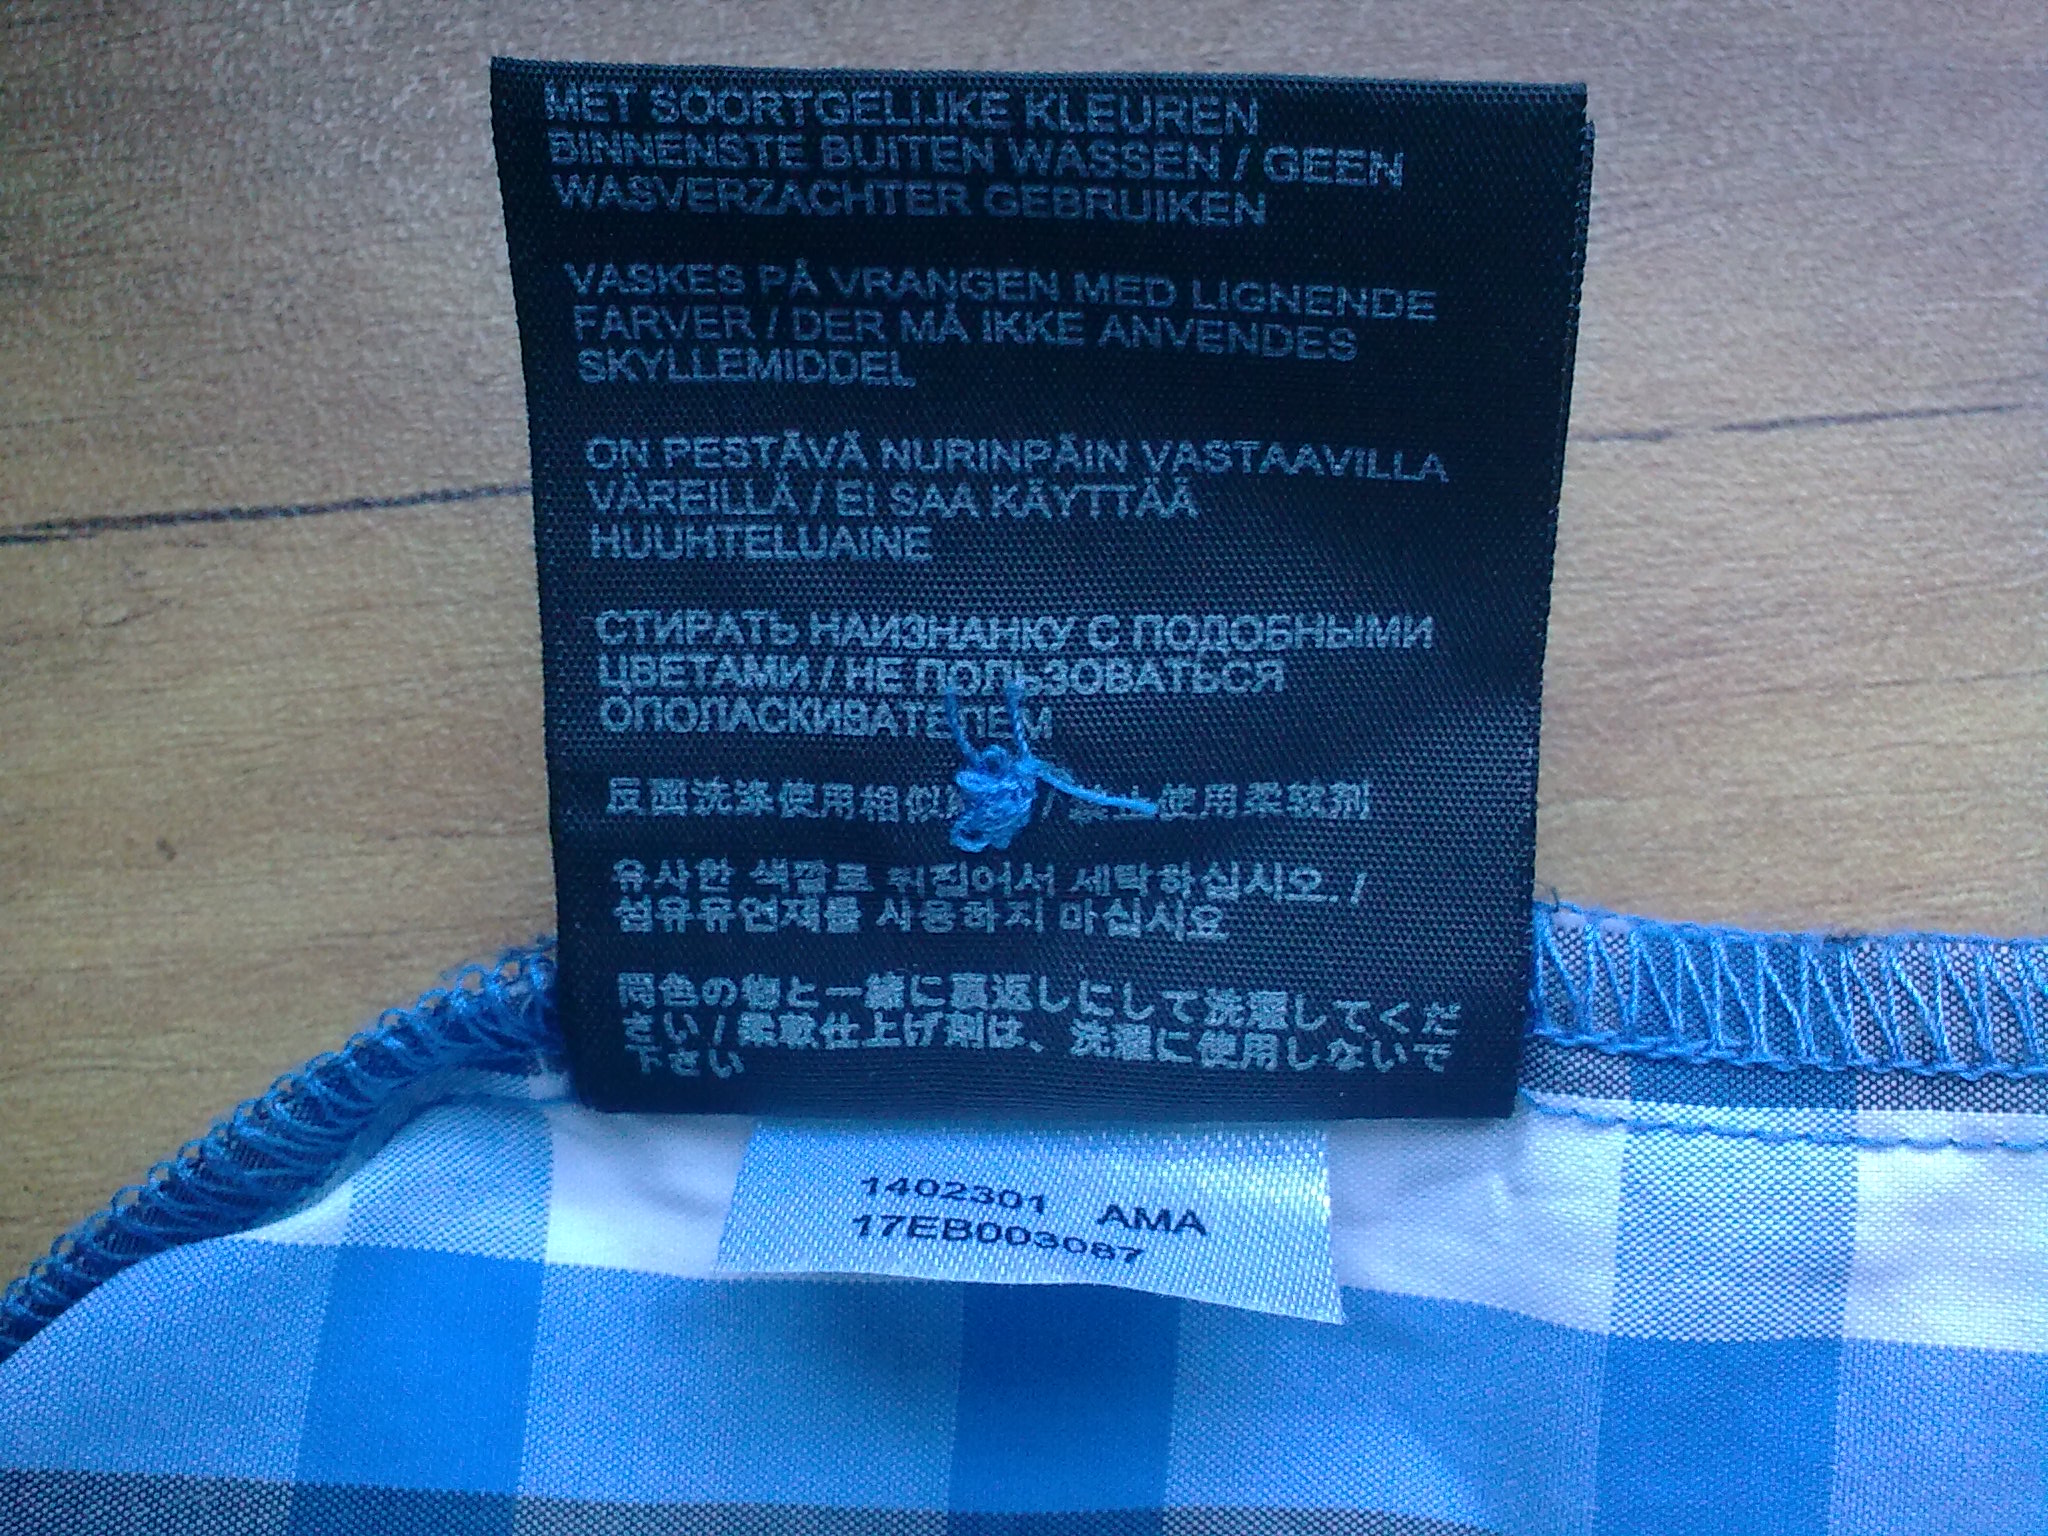 MET SOORTGELIJKE KLEUREN
BINNENSTE BUITEN WASSEN / GEEN
WASVERZACHTER GEBRUIKEN
VASKES PÅ VRANGEN MED LIGNENDE
FARVER / DER MÅ IKKE ANVENDES
SKYLLEMIDDEL
ON PESTÄVÄ NURINPÄIN VASTAAVILLA
VÄREILLÄ / EI SAA KÄYTTÄÄ
HUUHTELUAINE
СТИРАТЬ НАИЗНАНКУ С ПОДОБНЫМИ
ЦВЕТАМИ / НЕ ПОЛЬЗОВАТЬСЯ
ОПОЛАСКИВАТЕЛЕМ
反面洗涤使用相似 / 使用柔软剂
유사한 색깔로 뒤집어서 세탁하십시오. /
섬유유연제를 사용하지 마십시요
同色の物と一緒に裏返しにして洗濯してくだ
さい / 柔軟仕上げ剤は、洗濯に使用しないで
下さい
1402301 AMA
17EB003087